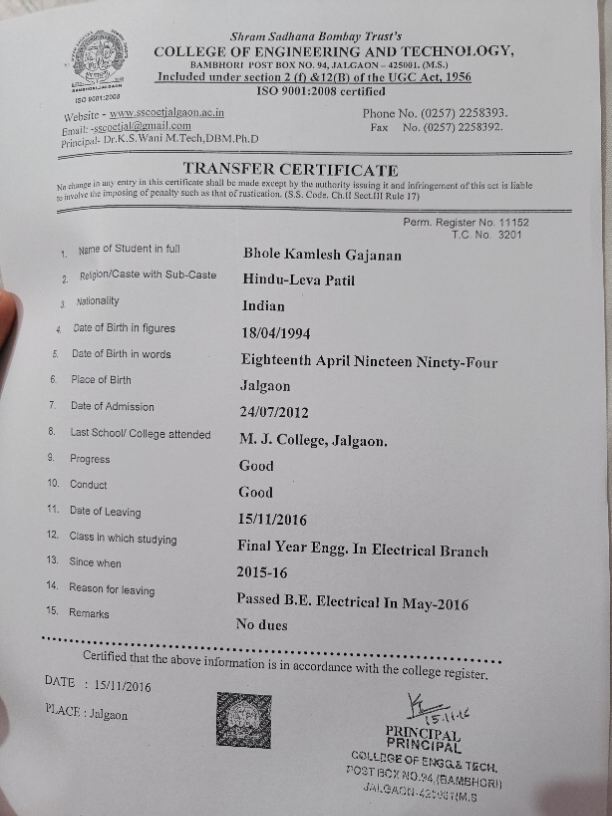 Shram Sadhana Bombay Trust's
COLLEGE OF ENGINEERING AND TECHNOLOGY,
BAMBHORI POST BOX NO. 94, JALGAON – 425001. (M.S.)
Included under section 2 (f) &12(B) of the UGC Act, 1956
ISO 9001:2008 certified
BAMBHORI, JALGAON
ISO 9001:2008
Website - www.sscoetjalgaon.ac.in
Phone No. (0257) 2258393.
Email: -sscoetjal@gmail.com
Fax No. (0257) 2258392.
Principal- Dr.K.S.Wani M.Tech,DBM.Ph.D
TRANSFER CERTIFICATE
No change in any entry in this certificate shall be made except by the authority issuing it and infringement of this act is liable
to involve the imposing of penalty such as that of rustication. (S.S. Code. Ch.II Sect.III Rule 17)
Perm. Register No. 11152
T.C. No. 3201
1. Name of Student in full Bhole Kamlesh Gajanan
2. Religion/Caste with Sub-Caste Hindu-Leva Patil
3. Nationality Indian
4. Date of Birth in figures 18/04/1994
5. Date of Birth in words Eighteenth April Nineteen Ninety-Four
6. Place of Birth Jalgaon
7. Date of Admission 24/07/2012
8. Last School/ College attended M. J. College, Jalgaon.
9. Progress Good
10. Conduct Good
11. Date of Leaving 15/11/2016
12. Class in which studying Final Year Engg. In Electrical Branch
13. Since when 2015-16
14. Reason for leaving Passed B.E. Electrical In May-2016
15. Remarks No dues
Certified that the above information is in accordance with the college register.
DATE : 15/11/2016
PLACE : Jalgaon
15.11.16
PRINCIPAL
PRINCIPAL
COLLEGE OF ENGG.& TECH.
POST BOX NO.94,(BAMBHORI)
JALGAON-425001(M.S